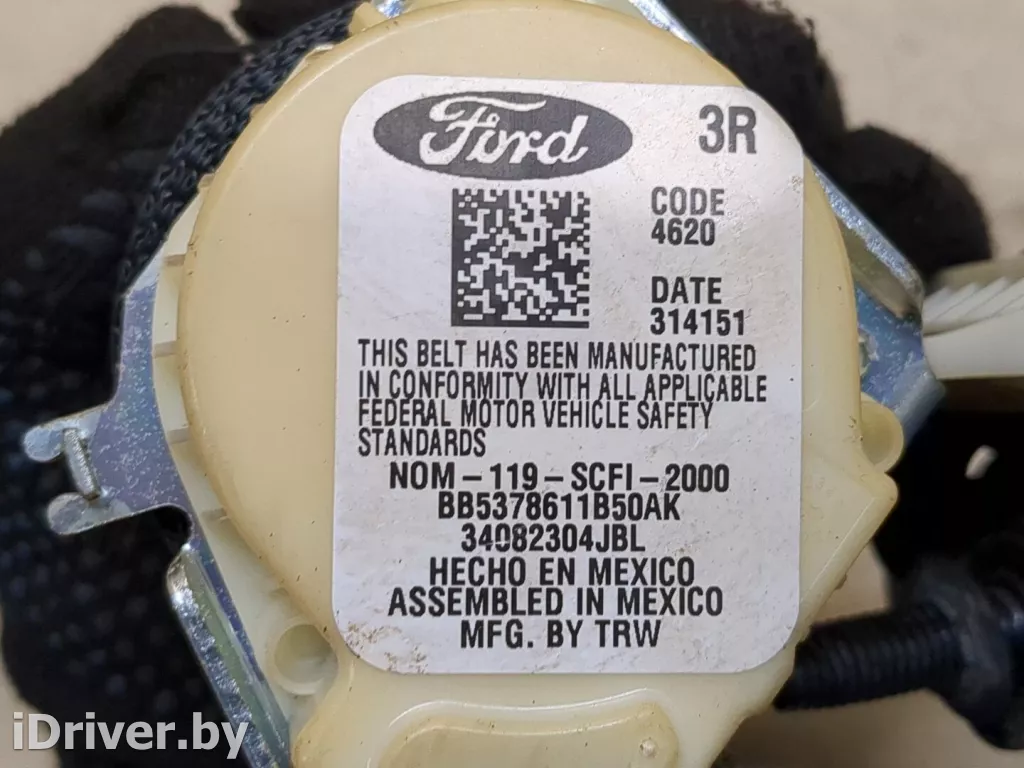 Ford
3R
CODE
4620
DATE
314151
THIS BELT HAS BEEN MANUFACTURED
IN CONFORMITY WITH ALL APPLICABLE
FEDERAL MOTOR VEHICLE SAFETY
STANDARDS
NOM-119-SCFI-2000
BB5378611B50AK
34082304JBL
HECHO EN MEXICO
ASSEMBLED IN MEXICO
MFG. BY TRW
iDriver.by